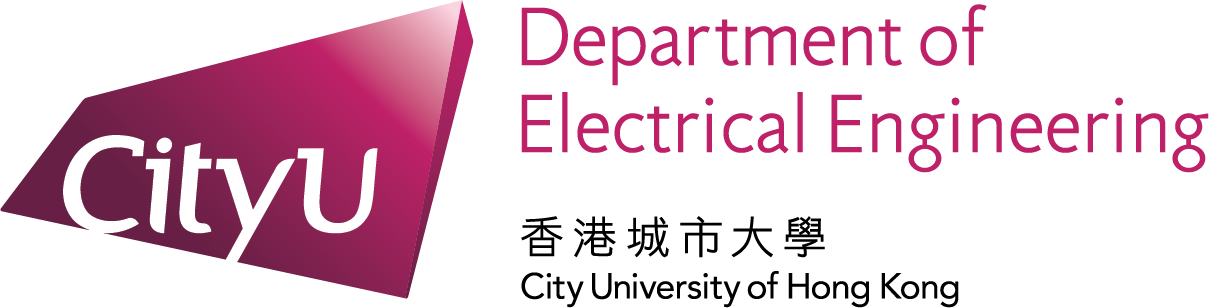 CityU
Department of
Electrical Engineering
香港城市大學
City University of Hong Kong